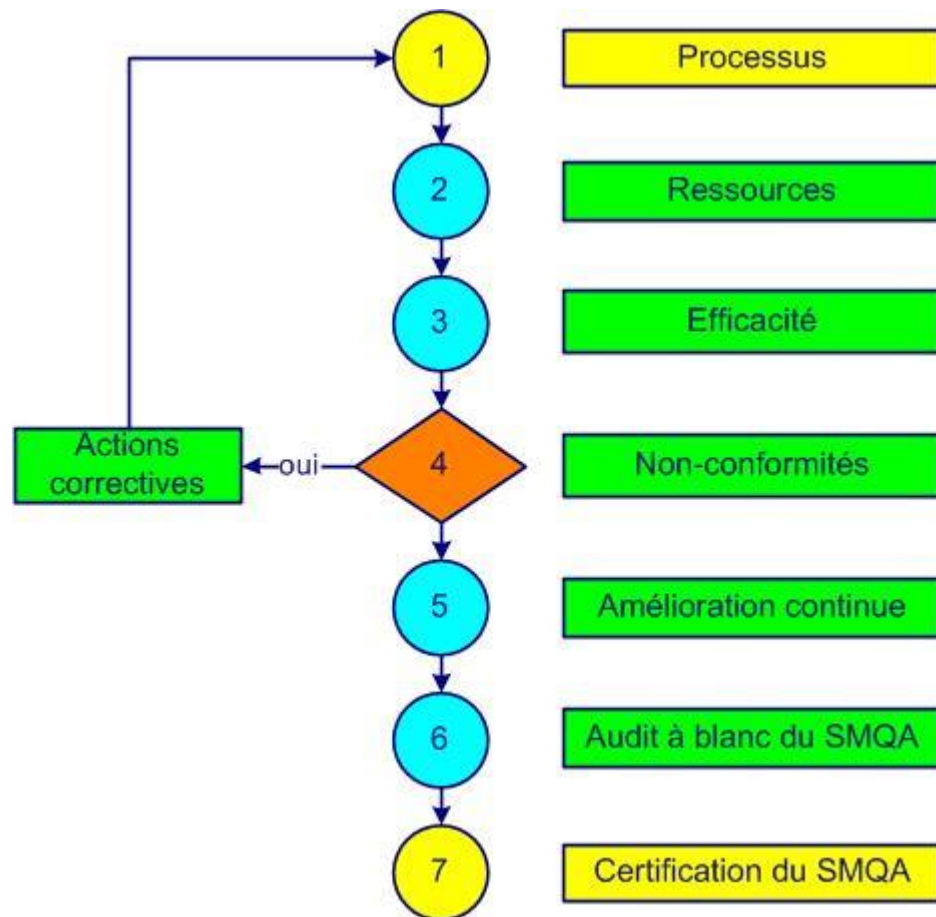 1
Processus
2
Ressources
3
Efficacité
Actions
correctives
oui
4
Non-conformités
5
Amélioration continue
6
Audit à blanc du SMQA
7
Certification du SMQA